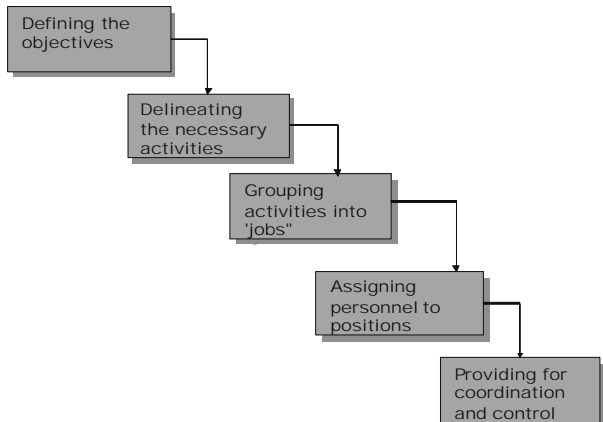 Defining the
objectives
Delineating
the necessary
activities
Grouping
activities into
'jobs"
Assigning
personnel to
positions
Providing for
coordination
and control